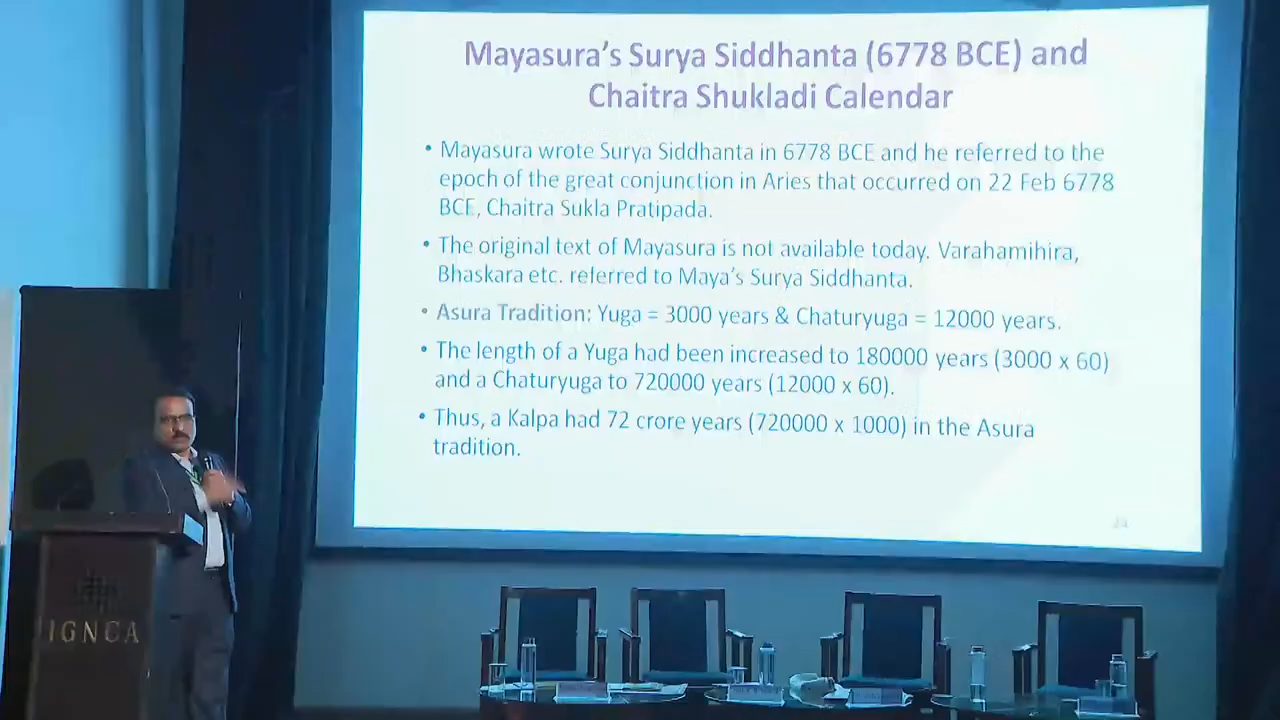 Mayasura's Surya Siddhanta (6778 BCE) and
Chaitra Shukladi Calendar
• Mayasura wrote Surya Siddhanta in 6778 BCE and he referred to the
epoch of the great conjunction in Aries that occurred on 22 Feb 6778
BCE, Chaitra Sukla Pratipada.
• The original text of Mayasura is not available today. Varahamihira,
Bhaskara etc. referred to Maya's Surya Siddhanta.
• Asura Tradition: Yuga = 3000 years & Chaturyuga = 12000 years.
• The length of a Yuga had been increased to 180000 years (3000 x 60)
and a Chaturyuga to 720000 years (12000 x 60).
• Thus, a Kalpa had 72 crore years (720000 x 1000) in the Asura
tradition.
IGNCA